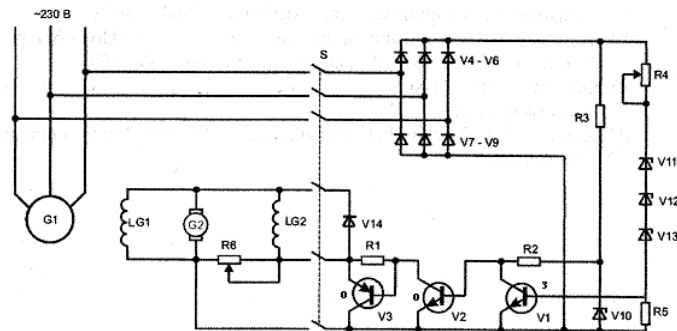 ~230 В
S
V4 - V6
R4
R3
V7 - V9
V11
G1
V12
LG1
G2
LG2
V14
V13
R6
R1
R2
0
0
3
V3
V2
V1
V10
R5